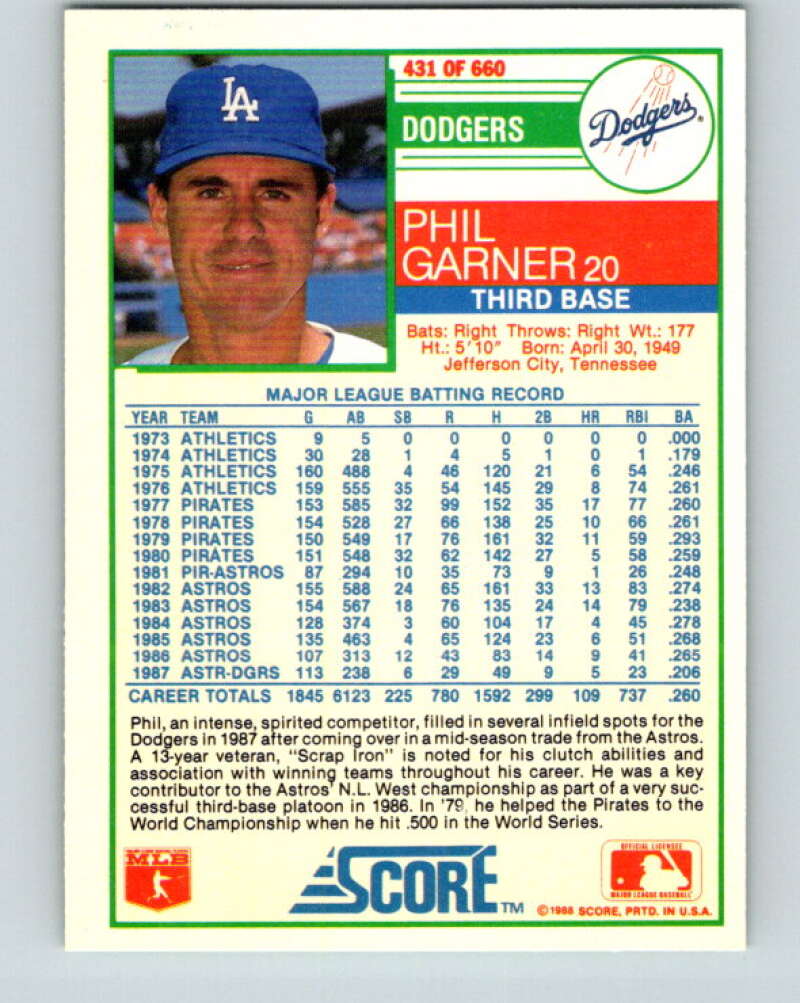 LA
431 OF 660
DODGERS
Dodgers
PHIL
GARNER 20
THIRD BASE
Bats: Right Throws: Right Wt.: 177
Ht.: 5'10" Born: April 30, 1949
Jefferson City, Tennessee
MAJOR LEAGUE BATTING RECORD
YEAR TEAM G AB SB R H 2B HR RBI BA
1973 ATHLETICS 9 5 0 0 0 0 0 0 .000
1974 ATHLETICS 30 28 1 4 5 1 0 1 .179
1975 ATHLETICS 160 488 4 46 120 21 6 54 .246
1976 ATHLETICS 159 555 35 54 145 29 8 74 .261
1977 PIRATES 153 585 32 99 152 35 17 77 .260
1978 PIRATES 154 528 27 66 138 25 10 66 .261
1979 PIRATES 150 549 17 76 161 32 11 59 .293
1980 PIRATES 151 548 32 62 142 27 5 58 .259
1981 PIR-ASTROS 87 294 10 35 73 9 1 26 .248
1982 ASTROS 155 588 24 65 161 33 13 83 .274
1983 ASTROS 154 567 18 76 135 24 14 79 .238
1984 ASTROS 128 374 3 60 104 17 4 45 .278
1985 ASTROS 135 463 4 65 124 23 6 51 .268
1986 ASTROS 107 313 12 43 83 14 9 41 .265
1987 ASTR-DGRS 113 238 6 29 49 9 5 23 .206
CAREER TOTALS 1845 6123 225 780 1592 299 109 737 .260
Phil, an intense, spirited competitor, filled in several infield spots for the
Dodgers in 1987 after coming over in a mid-season trade from the Astros.
A 13-year veteran, "Scrap Iron" is noted for his clutch abilities and
association with winning teams throughout his career. He was a key
contributor to the Astros' N.L. West championship as part of a very suc-
cessful third-base platoon in 1986. In '79, he helped the Pirates to the
World Championship when he hit .500 in the World Series.
MLB
SCORE™
OFFICIAL LICENSEE
MAJOR LEAGUE BASEBALL
©1988 SCORE, PRTD. IN U.S.A.